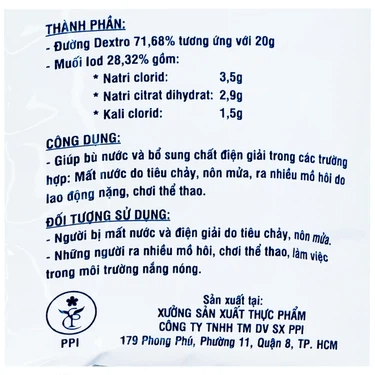 THÀNH PHẦN:
- Đường Dextro 71,68% tương ứng với 20g
- Muối Iod 28,32% gồm:
* Natri clorid: 3,5g
* Natri citrat dihydrat: 2,9g
* Kali clorid: 1,5g
CÔNG DỤNG:
- Giúp bù nước và bổ sung chất điện giải trong các trường
hợp: Mất nước do tiêu chảy, nôn mửa, ra nhiều mồ hôi do
lao động nặng, chơi thể thao.
ĐỐI TƯỢNG SỬ DỤNG:
- Người bị mất nước và điện giải do tiêu chảy, nôn mửa.
- Những người ra nhiều mồ hôi, chơi thể thao, làm việc
trong môi trường nắng nóng.
PPI
Sản xuất tại:
XƯỞNG SẢN XUẤT THỰC PHẨM
CÔNG TY TNHH TM DV SX PPI
179 Phong Phú, Phường 11, Quận 8, TP. HCM